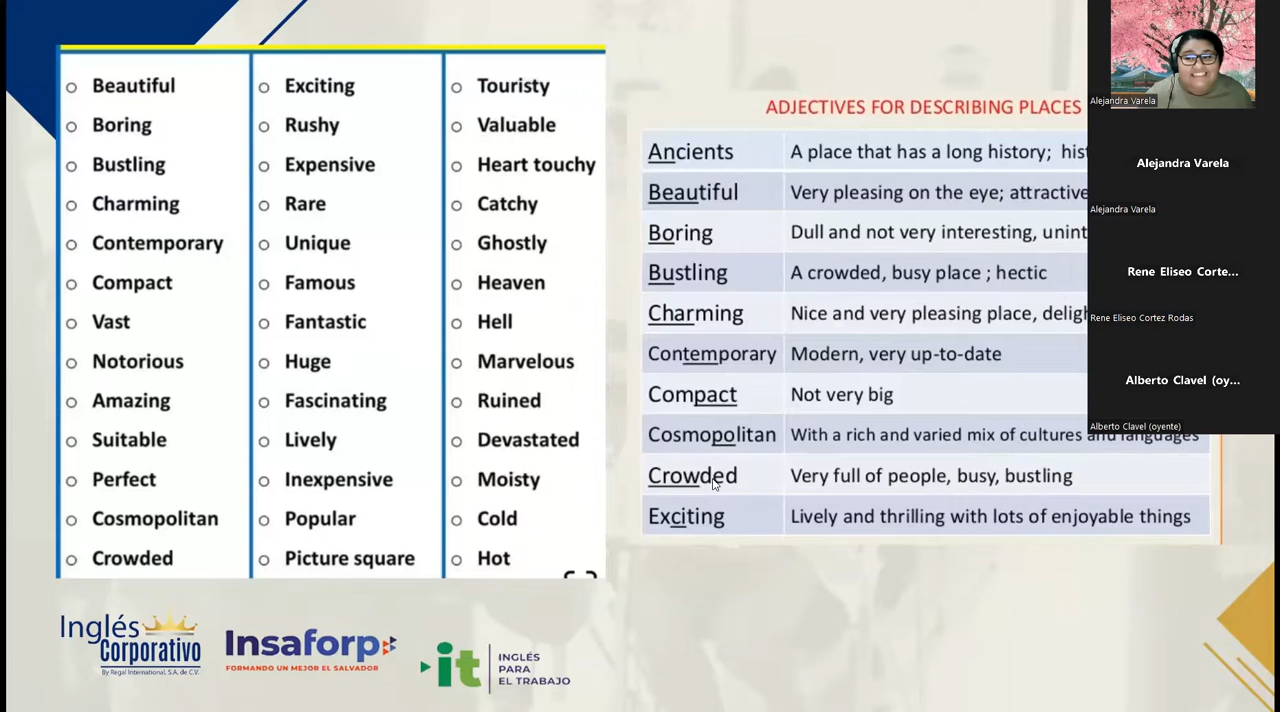 Beautiful
Boring
Bustling
Charming
Contemporary
Compact
Vast
Notorious
Amazing
Suitable
Perfect
Cosmopolitan
Crowded
Exciting
Rushy
Expensive
Rare
Unique
Famous
Fantastic
Huge
Fascinating
Lively
Inexpensive
Popular
Picture square
Touristy
Valuable
Heart touchy
Catchy
Ghostly
Heaven
Hell
Marvelous
Ruined
Devastated
Moisty
Cold
Hot
ADJECTIVES FOR DESCRIBING PLACES
Ancients A place that has a long history; hist
Beautiful Very pleasing on the eye; attractive
Boring Dull and not very interesting, unint
Bustling A crowded, busy place ; hectic
Charming Nice and very pleasing place, deligh
Contemporary Modern, very up-to-date
Compact Not very big
Cosmopolitan With a rich and varied mix of cultures and languages
Crowded Very full of people, busy, bustling
Exciting Lively and thrilling with lots of enjoyable things
Alejandra Varela
Alejandra Varela
Alejandra Varela
Rene Eliseo Corte...
Rene Eliseo Cortez Rodas
Alberto Clavel (oy...
Alberto Clavel (oyente)
Inglés
Corporativo
By Regal International, S.A. de C.V.
Insaforp
FORMANDO UN MEJOR EL SALVADOR
it
INGLÉS
PARA
EL TRABAJO